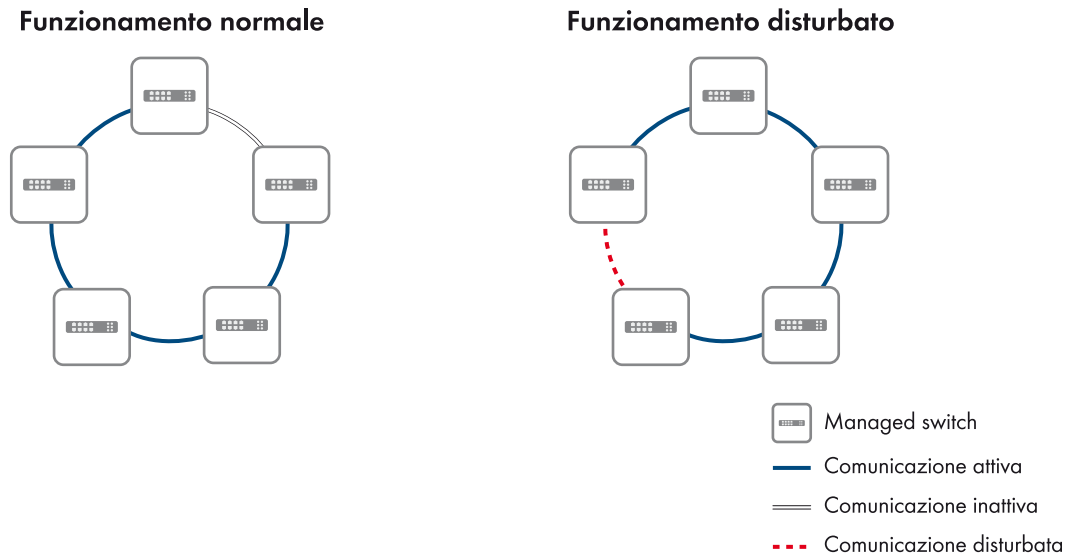 Funzionamento normale
Funzionamento disturbato
Managed switch
Comunicazione attiva
Comunicazione inattiva
Comunicazione disturbata